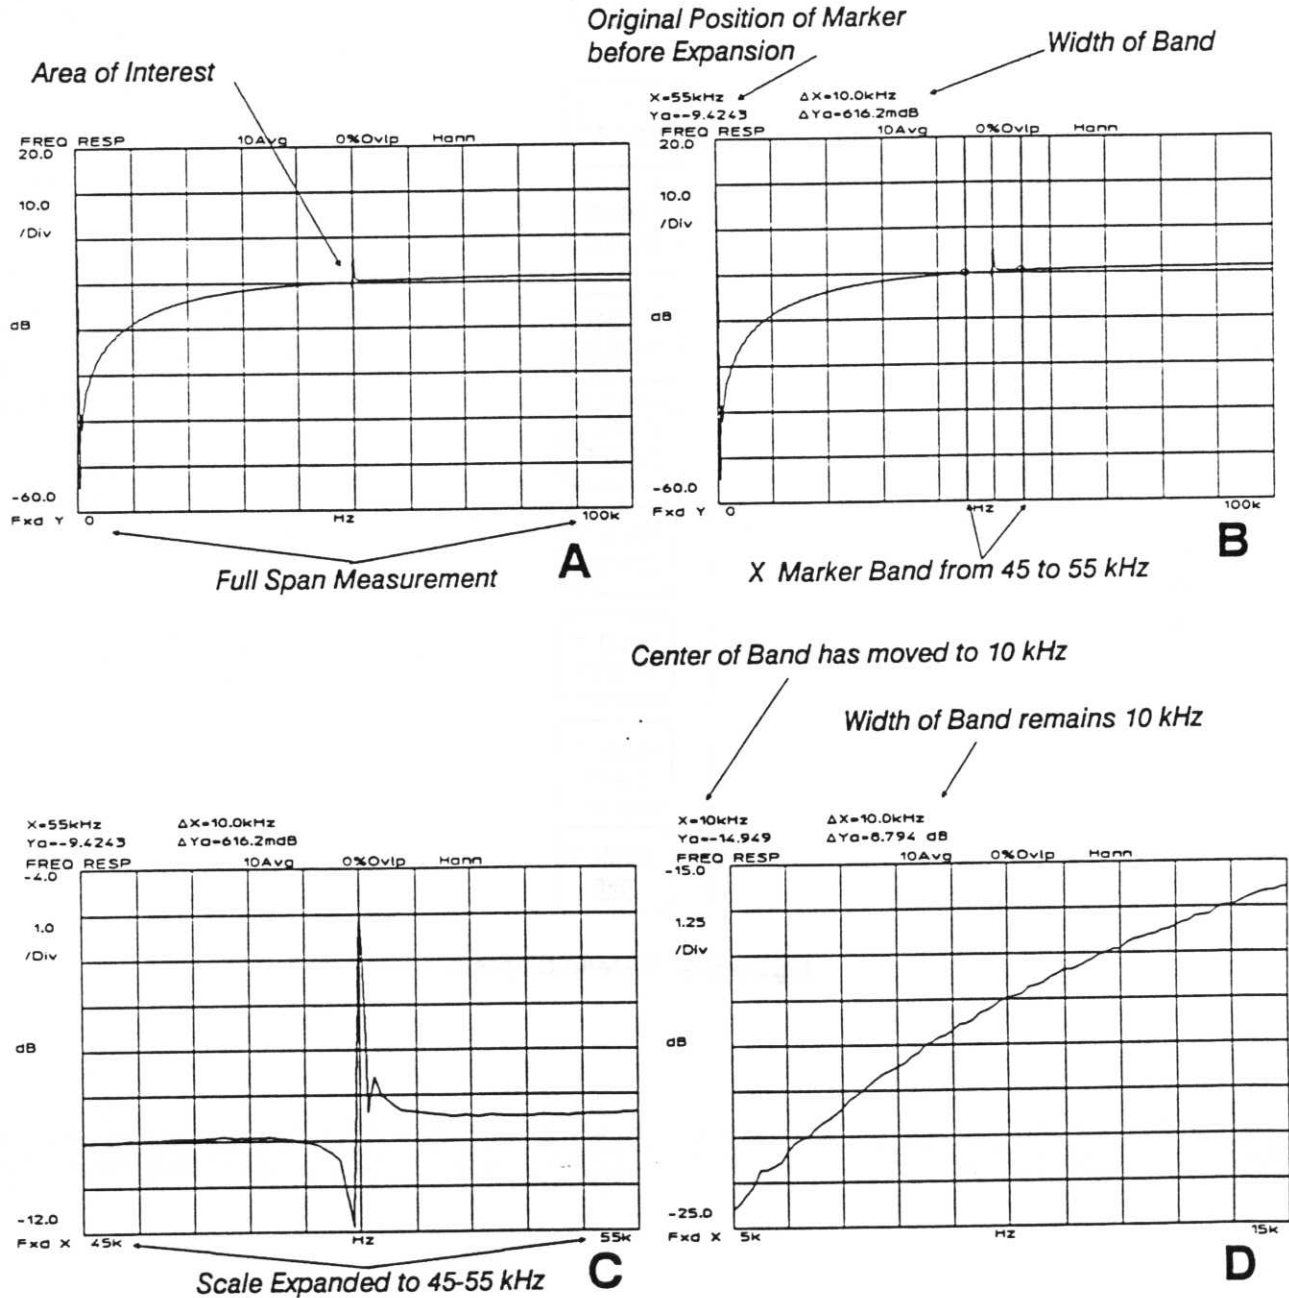 Original Position of Marker
before Expansion
Width of Band
Area of Interest
X=55kHz ΔX=10.0kHz
Ya=-9.4243 ΔYa=616.2mdB
FREQ RESP 10Avg 0%Ovlp Hann
20.0
10.0
/Div
dB
-60.0
Fxd Y 0 Hz 100k
Full Span Measurement
A
FREQ RESP 10Avg 0%Ovlp Hann
20.0
10.0
/Div
dB
-60.0
Fxd Y 0 Hz 100k
B
X Marker Band from 45 to 55 kHz
Center of Band has moved to 10 kHz
Width of Band remains 10 kHz
X=55kHz ΔX=10.0kHz
Ya=-9.4243 ΔYa=616.2mdB
FREQ RESP 10Avg 0%Ovlp Hann
-4.0
1.0
/Div
dB
-12.0
Fxd X 45k Hz 55k
Scale Expanded to 45-55 kHz
C
X=10kHz ΔX=10.0kHz
Ya=-14.949 ΔYa=8.794 dB
FREQ RESP 10Avg 0%Ovlp Hann
-15.0
1.25
/Div
dB
-25.0
Fxd X 5k Hz 15k
D